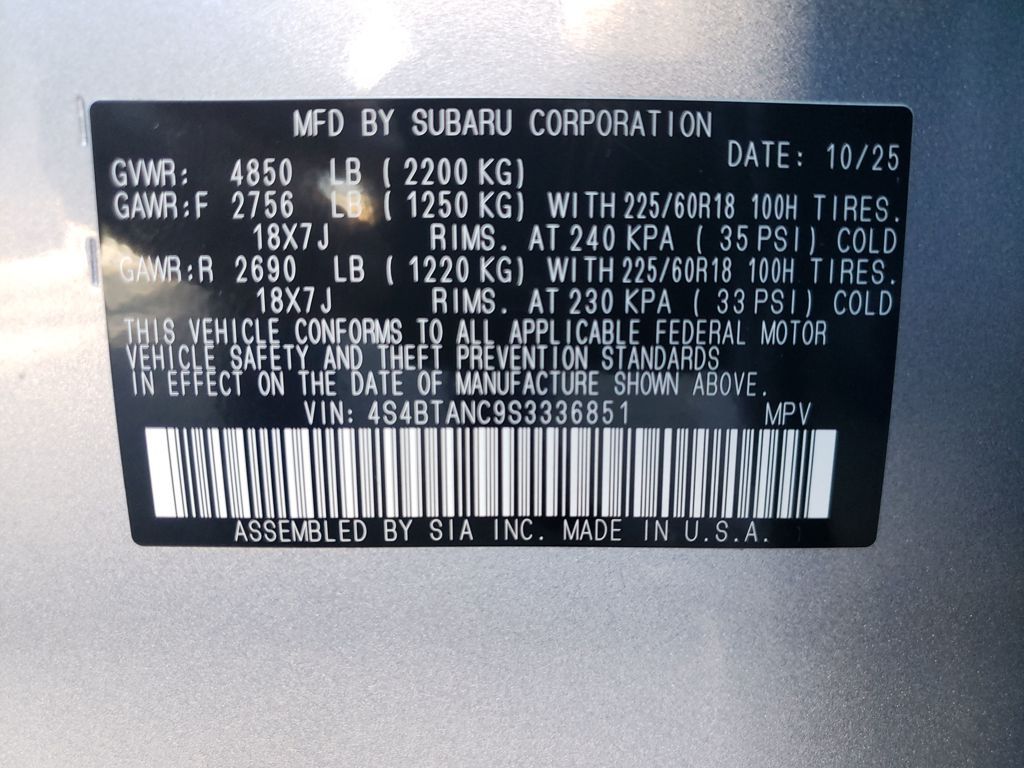 MFD BY SUBARU CORPORATION
DATE: 10/25
GVWR: 4850 LB ( 2200 KG)
GAWR:F 2756 LB ( 1250 KG) WITH 225/60R18 100H TIRES.
18X7J RIMS. AT 240 KPA ( 35 PSI) COLD
GAWR:R 2690 LB ( 1220 KG) WITH 225/60R18 100H TIRES.
18X7J RIMS. AT 230 KPA ( 33 PSI) COLD
THIS VEHICLE CONFORMS TO ALL APPLICABLE FEDERAL MOTOR
VEHICLE SAFETY AND THEFT PREVENTION STANDARDS
IN EFFECT ON THE DATE OF MANUFACTURE SHOWN ABOVE.
VIN: 4S4BTANC9S3336851 MPV
ASSEMBLED BY SIA INC. MADE IN U.S.A.